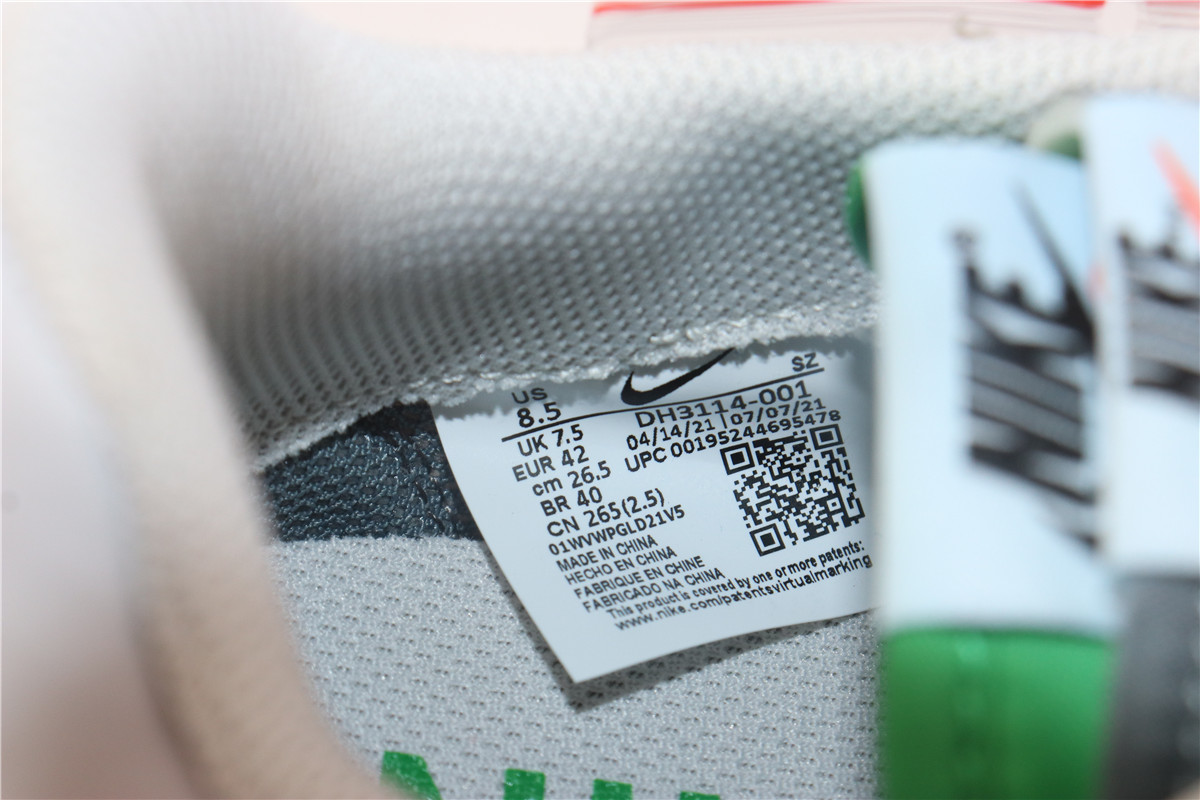 US
8.5
SZ
UK 7.5
DH3114-001
EUR 42
04/14/21 | 07/07/21
cm 26.5
UPC 00195244695478
BR 40
CN 265(2.5)
01WVWPGLD21V5
MADE IN CHINA
HECHO EN CHINA
FABRIQUE EN CHINE
FABRICADO NA CHINA
This product is covered by one or more patents:
www.nike.com/patentsvirtualmarking
NIKE